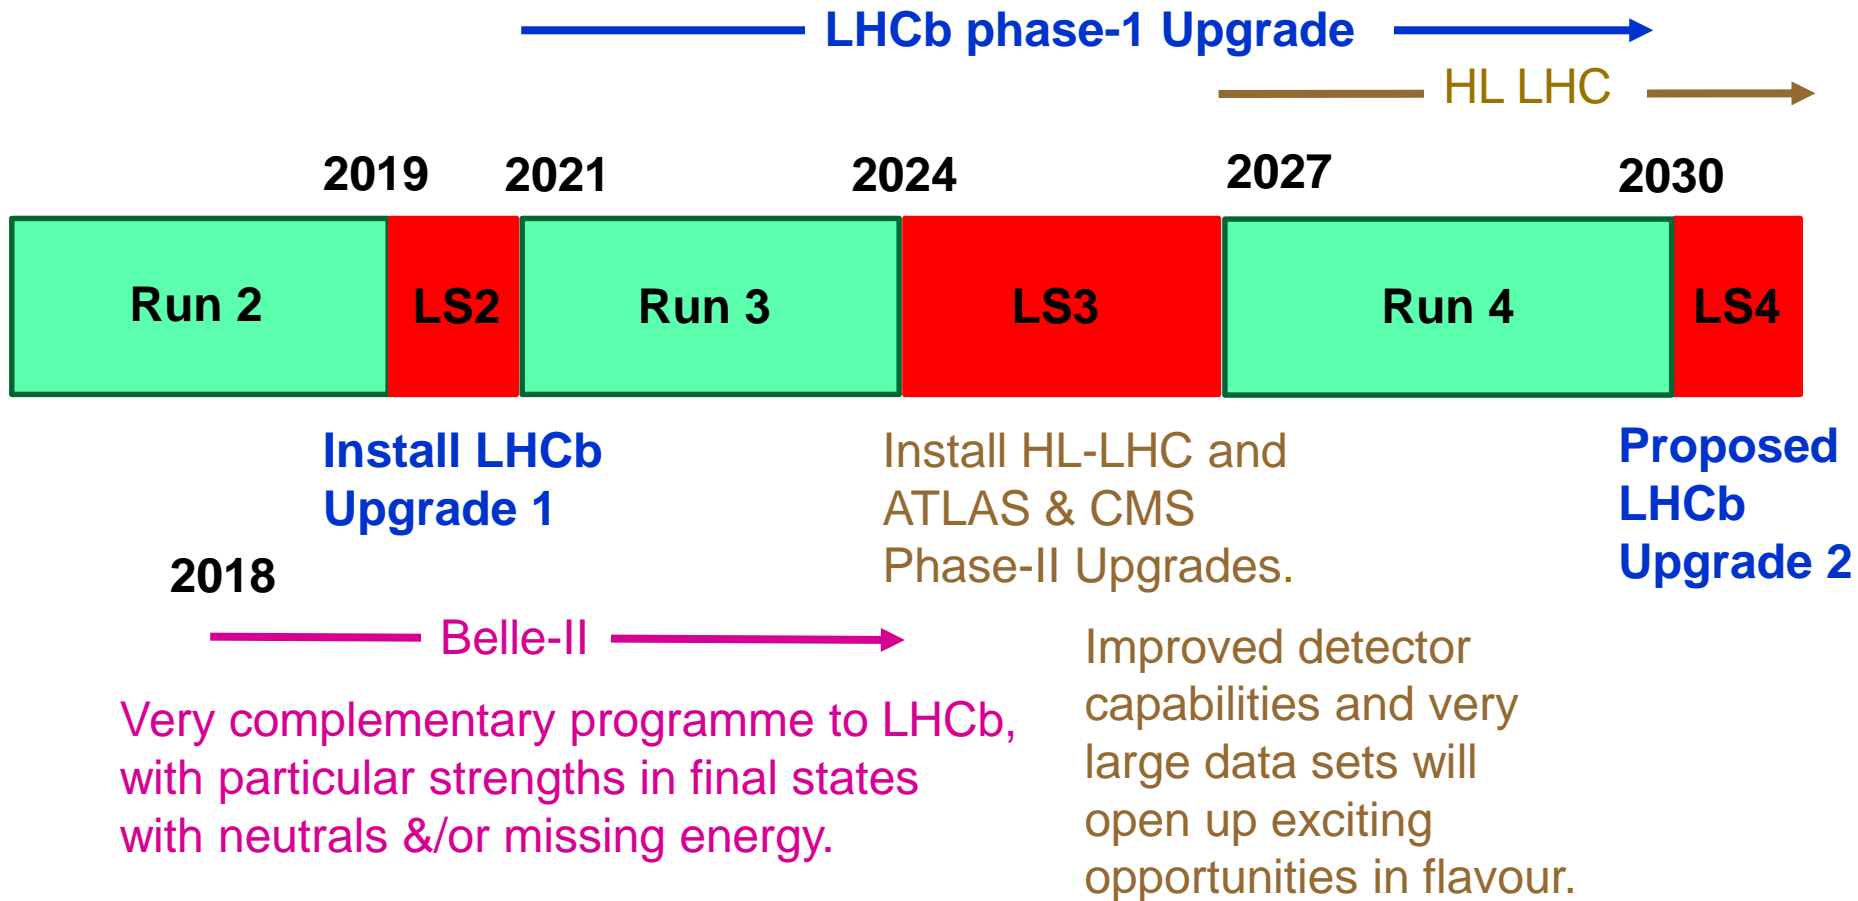 LHCb phase-1 Upgrade
HL LHC
2019 2021 2024 2027 2030
Run 2 LS2 Run 3 LS3 Run 4 LS4
Install LHCb
Upgrade 1
Install HL-LHC and
ATLAS & CMS
Phase-II Upgrades.
Proposed
LHCb
Upgrade 2
2018
Belle-II
Very complementary programme to LHCb,
with particular strengths in final states
with neutrals &/or missing energy.
Improved detector
capabilities and very
large data sets will
open up exciting
opportunities in flavour.